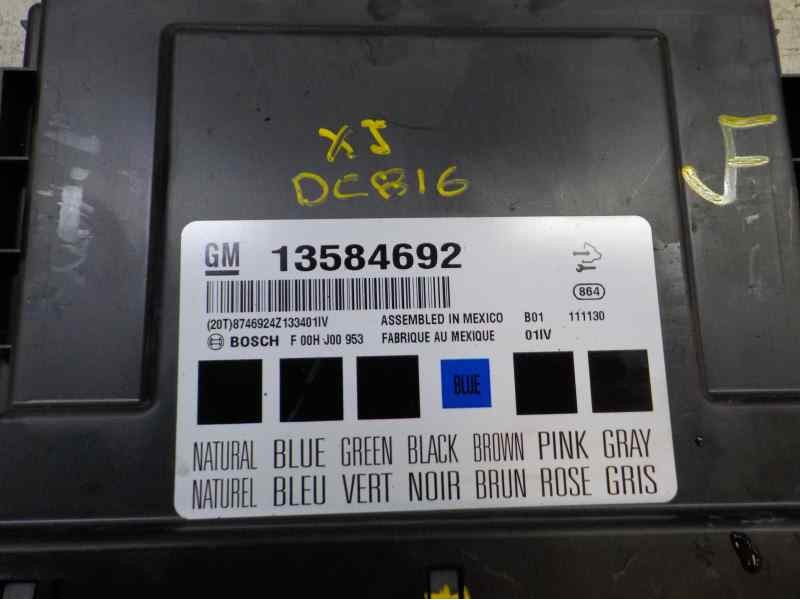 XJ
DCB16
F
GM 13584692
864
(20T)8746924Z133401IV ASSEMBLED IN MEXICO B01 111130
BOSCH F 00H J00 953 FABRIQUE AU MEXIQUE 01IV
BLUE
NATURAL BLUE GREEN BLACK BROWN PINK GRAY
NATUREL BLEU VERT NOIR BRUN ROSE GRIS